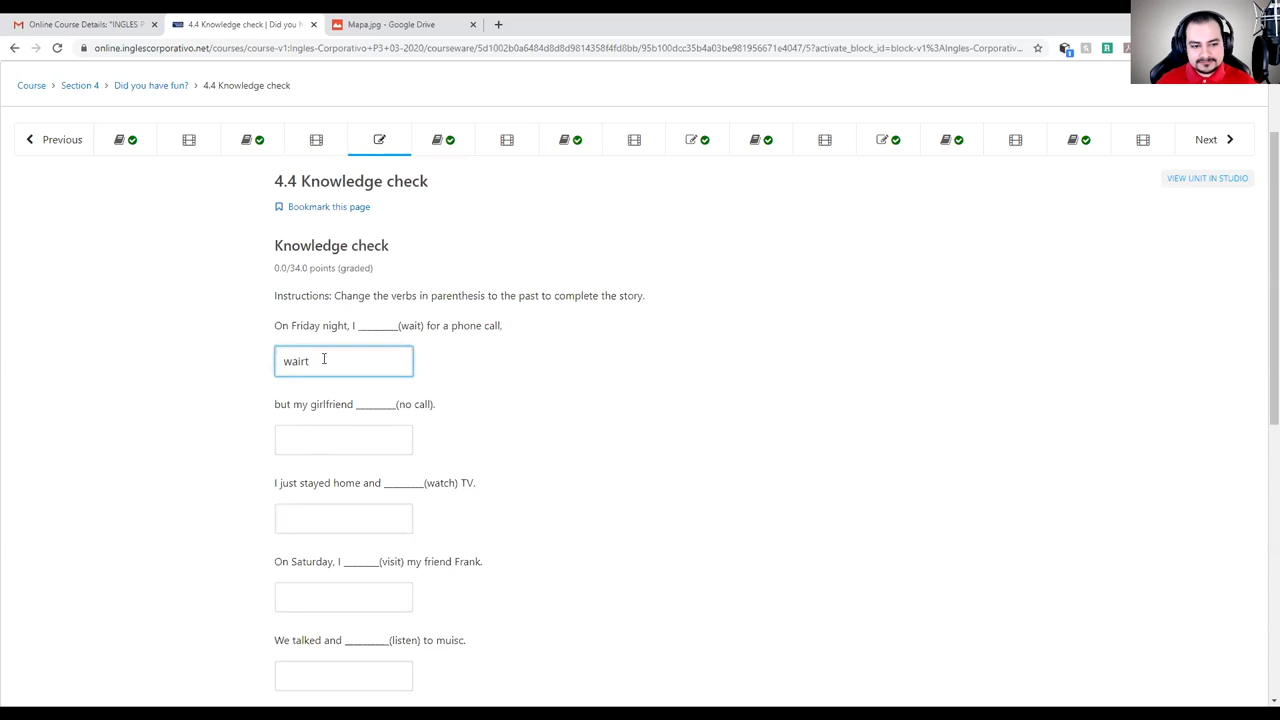 Online Course Details: "INGLES P
4.4 Knowledge check | Did you h
Mapa.jpg - Google Drive
online.inglescorporativo.net/courses/course-v1:Ingles-Corporativo+P3+03-2020/courseware/5d1002b0a6484d8d8d9814358f4fd8bb/95b100dcc35b4a03be981956671e4047/5?activate_block_id=block-v1%3AIngles-Corporativ...
Course > Section 4 > Did you have fun? > 4.4 Knowledge check
Previous
Next
4.4 Knowledge check
VIEW UNIT IN STUDIO
Bookmark this page
Knowledge check
0.0/34.0 points (graded)
Instructions: Change the verbs in parenthesis to the past to complete the story.
On Friday night, I ________(wait) for a phone call,
wairt
but my girlfriend ________(no call).
I just stayed home and ________(watch) TV.
On Saturday, I _______(visit) my friend Frank.
We talked and _________(listen) to muisc.